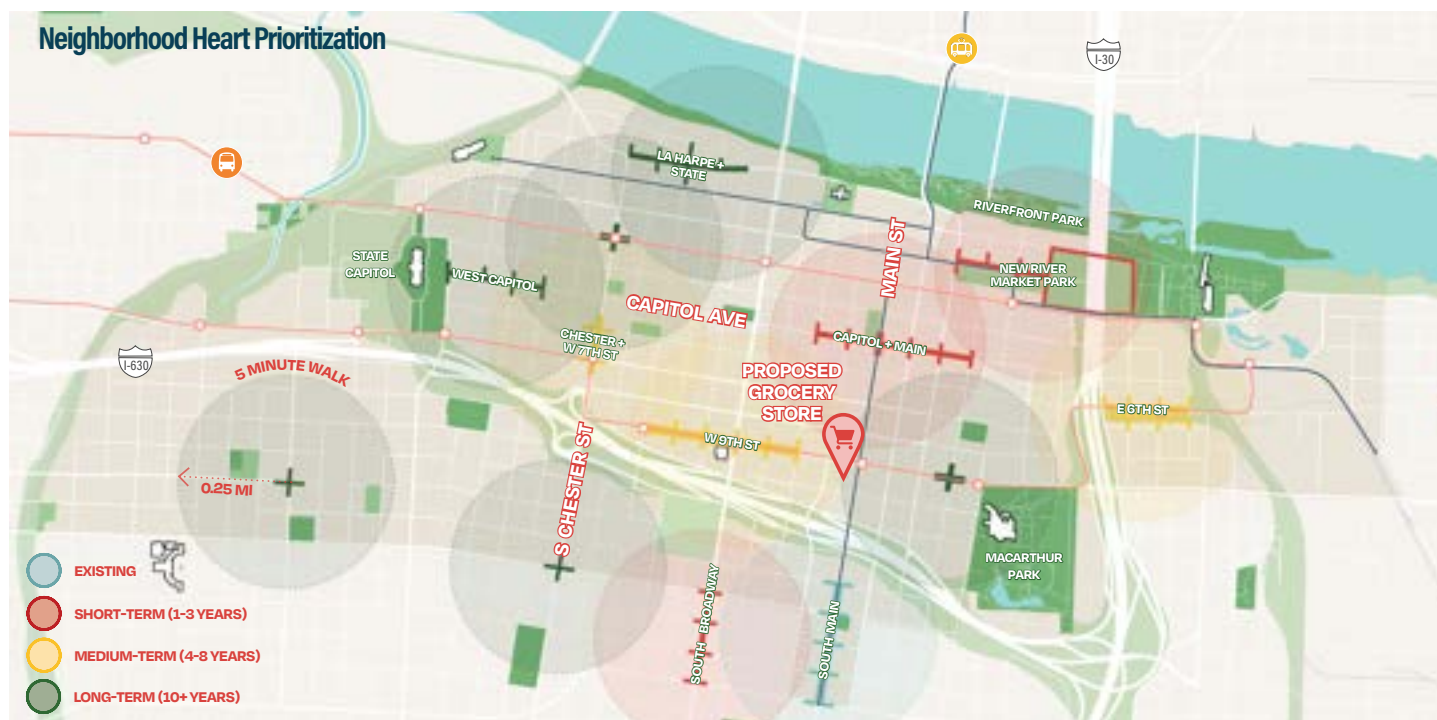 Neighborhood Heart Prioritization
I-30
LA HARPE +
STATE
RIVERFRONT PARK
MAIN ST
STATE
CAPITOL
WEST CAPITOL
NEW RIVER
MARKET PARK
CAPITOL AVE
CHESTER +
W 7TH ST
CAPITOL + MAIN
I-630
5 MINUTE WALK
PROPOSED
GROCERY
STORE
E 6TH ST
W 9TH ST
S CHESTER ST
0.25 MI
MACARTHUR
PARK
SOUTH BROADWAY
SOUTH MAIN
EXISTING
SHORT-TERM (1-3 YEARS)
MEDIUM-TERM (4-8 YEARS)
LONG-TERM (10+ YEARS)